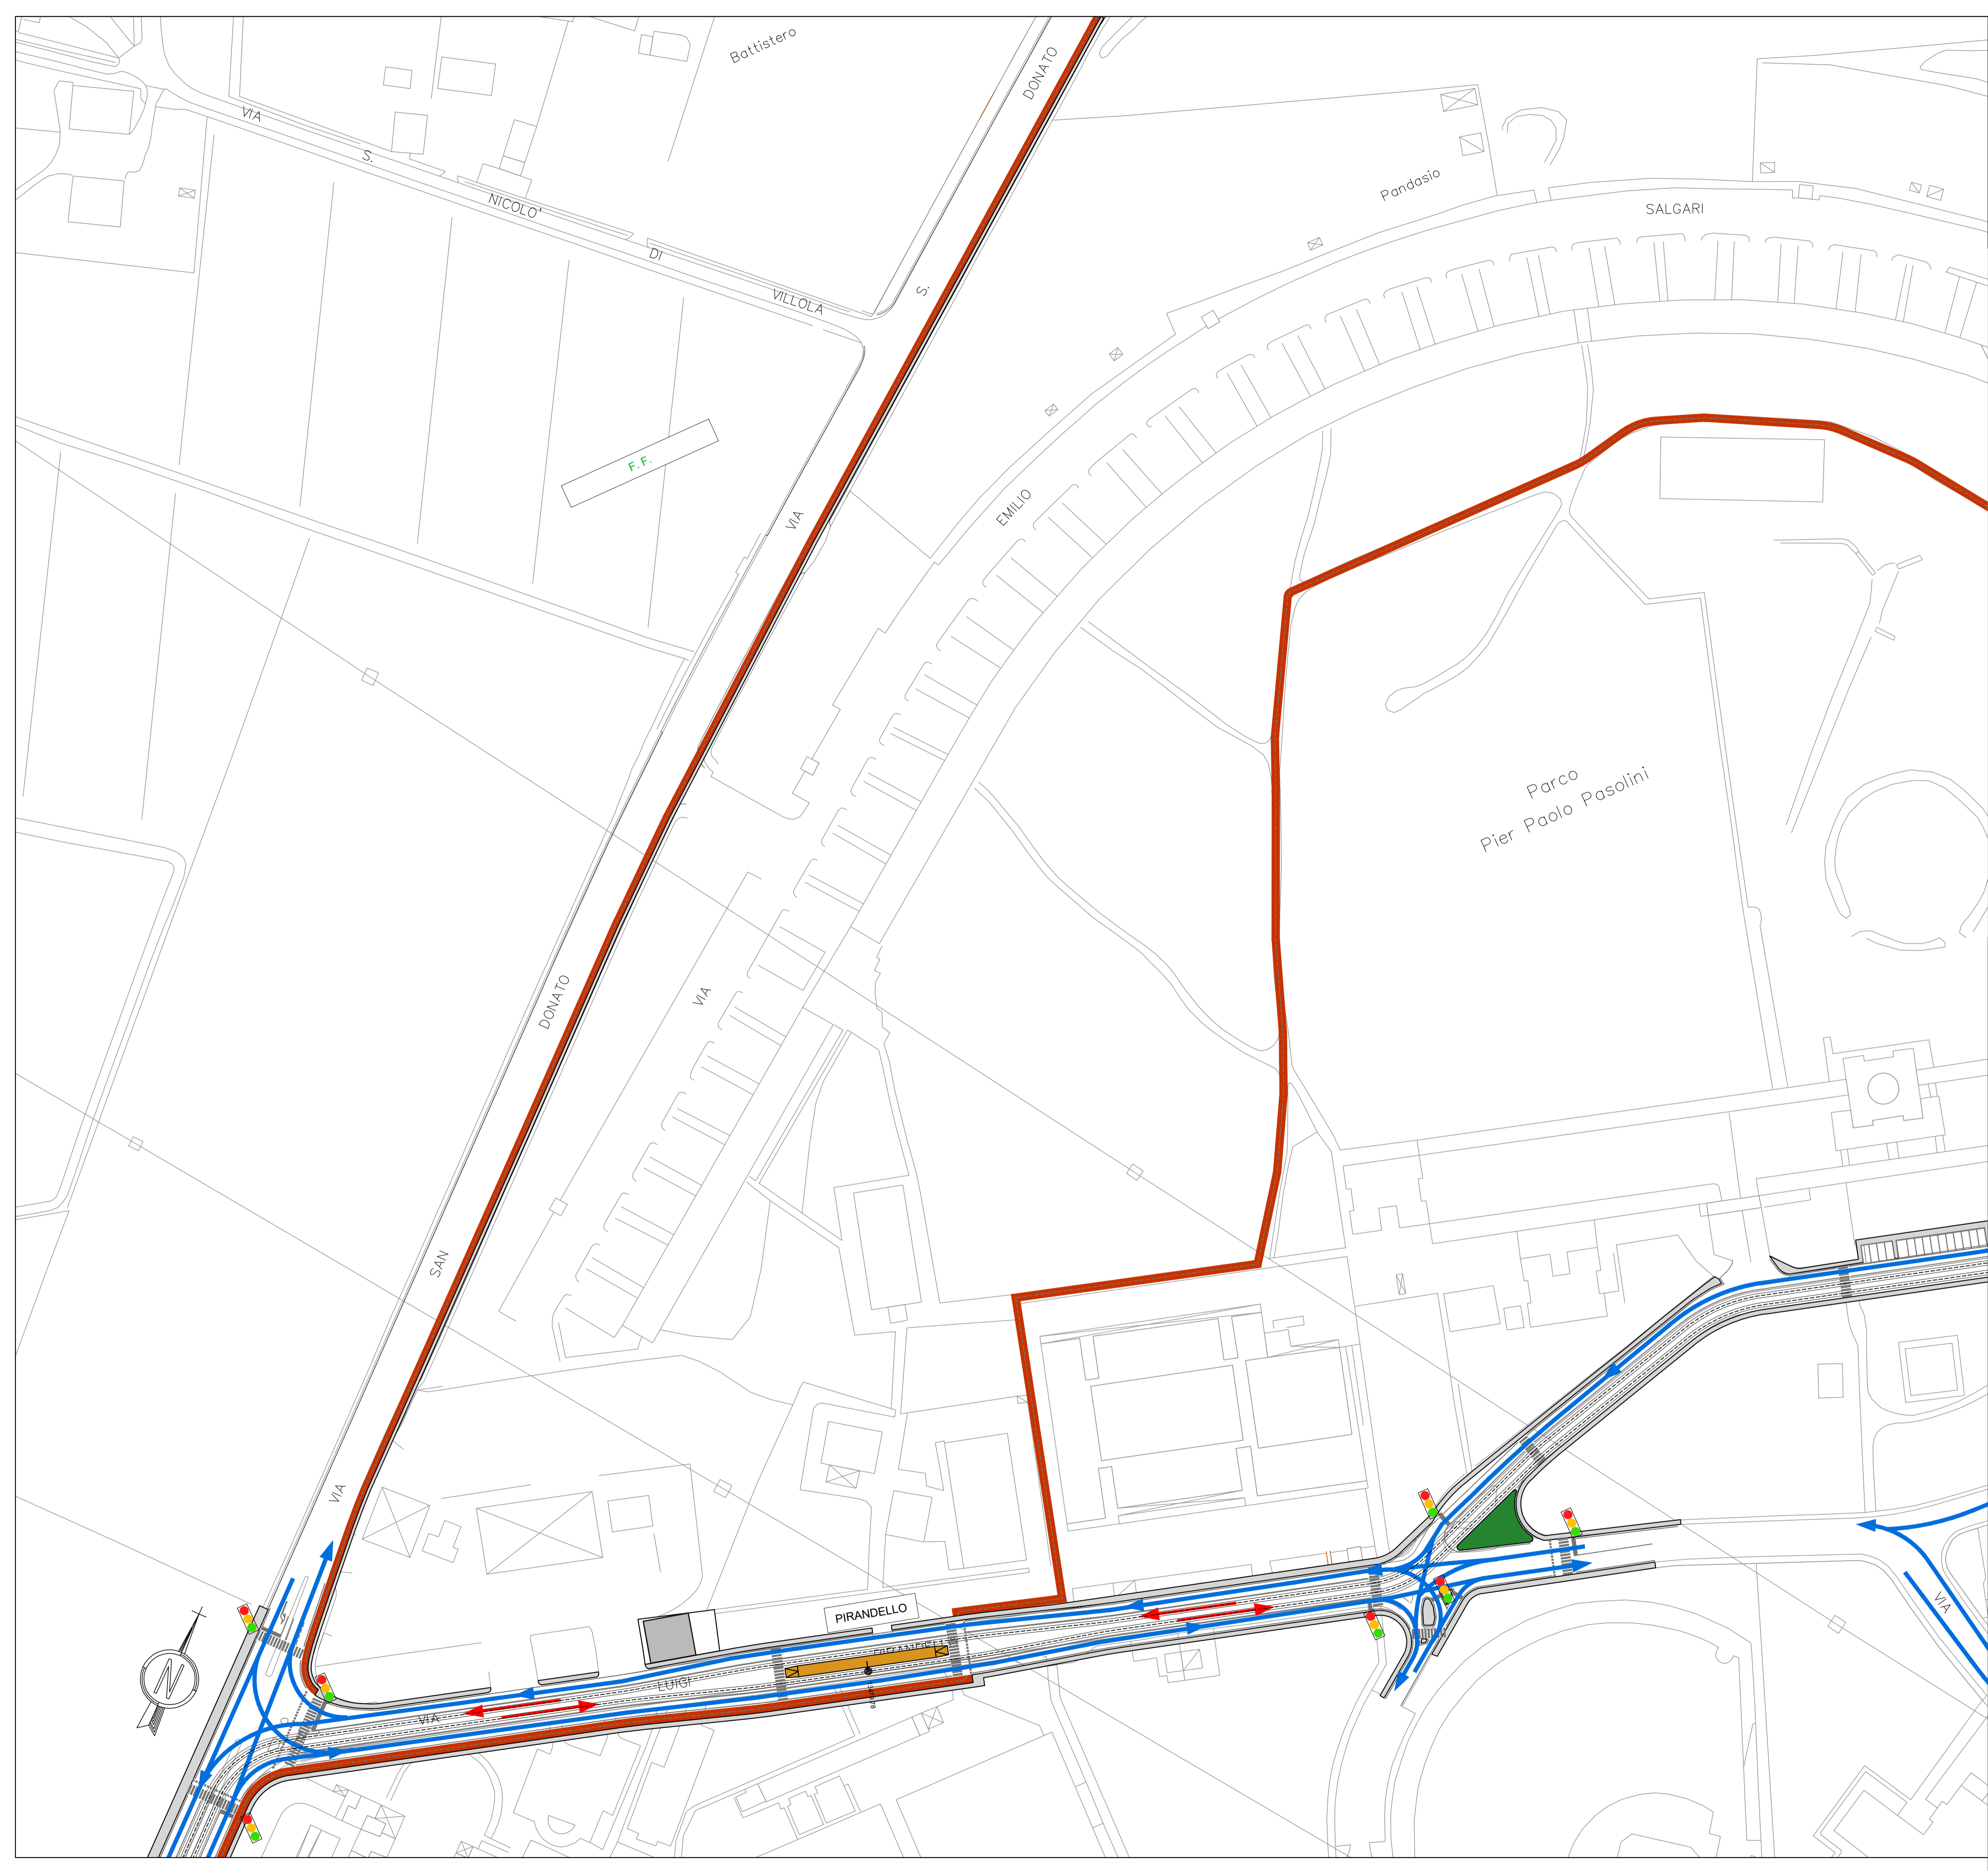 Battistero
DONATO
VIA
S.
NICOLO'
DI
VILLOLA
Pandasio
SALGARI
S.
F.F.
EMILIO
VIA
Parco
Pier Paolo Pasolini
DONATO
VIA
SAN
VIA
PIRANDELLO
LUIGI
VIA
VIA
N